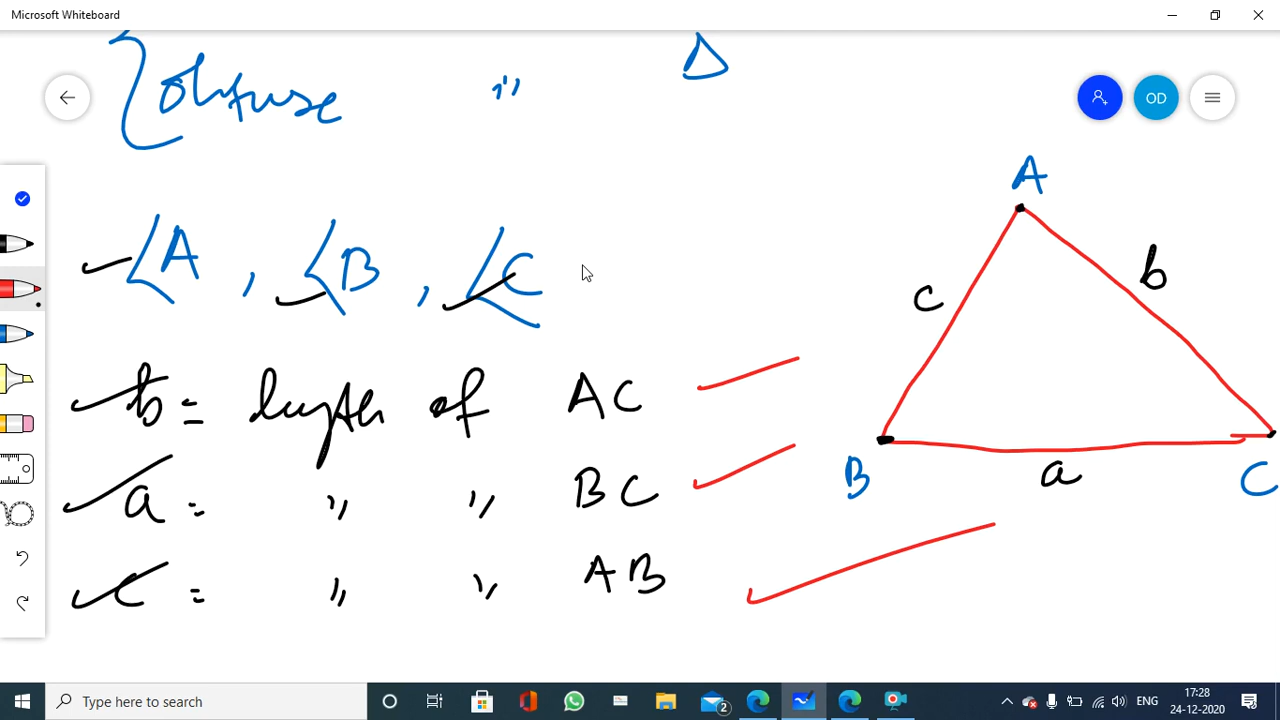 Microsoft Whiteboard
obtuse " Δ
OD
A
∠A , ∠B , ∠C
c b
b = length of AC
a = " " BC
B a C
c = " " AB
Type here to search
2
ENG
17:28
24-12-2020